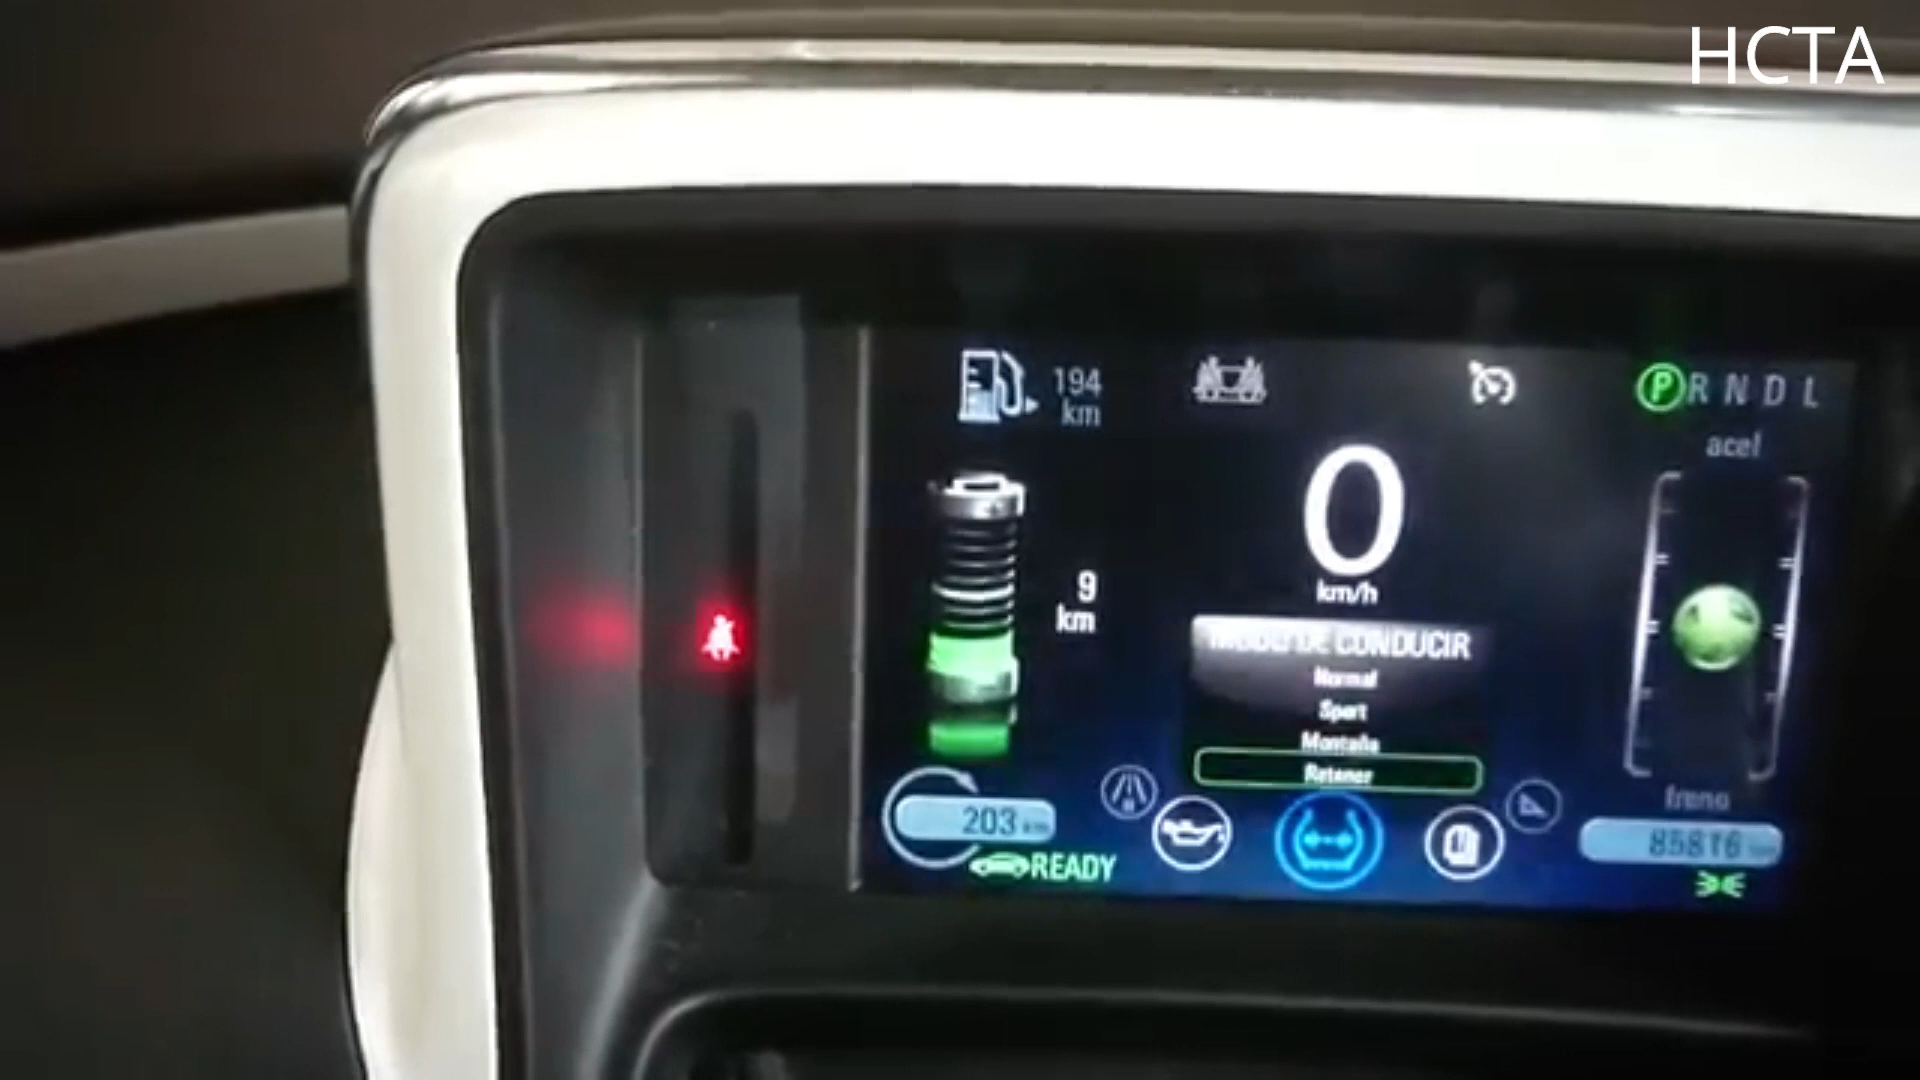 HCTA
194
km
P R N D L
acel
0
km/h
9
km
MODO DE CONDUCIR
Normal
Sport
Montaña
Retener
freno
203 km
85816
READY